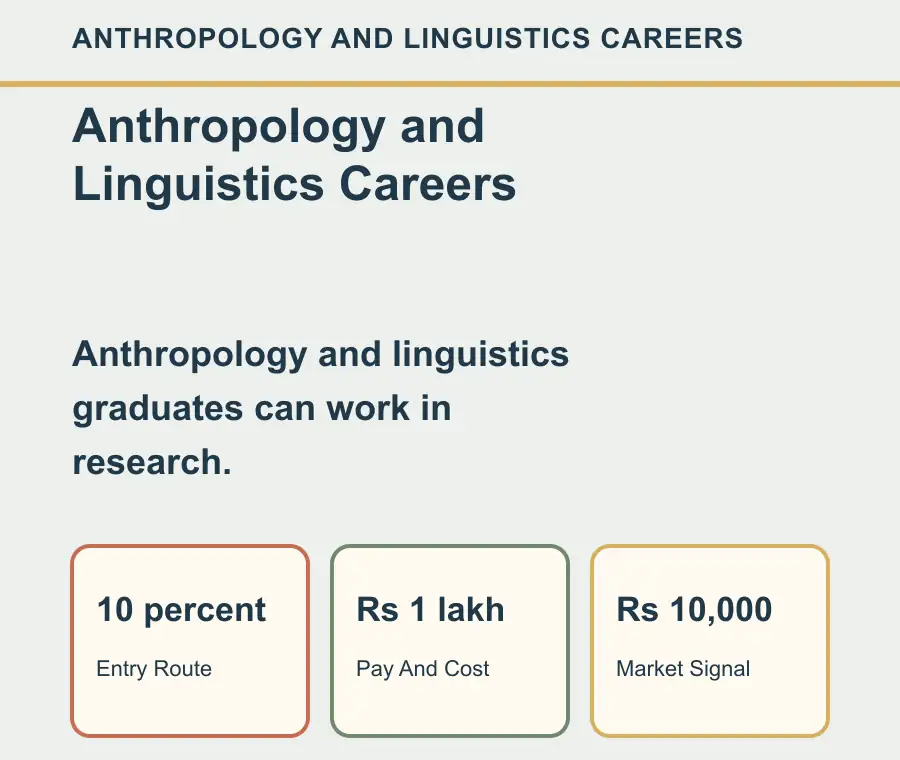 ANTHROPOLOGY AND LINGUISTICS CAREERS
Anthropology and
Linguistics Careers
Anthropology and linguistics
graduates can work in
research.
10 percent
Entry Route
Rs 1 lakh
Pay And Cost
Rs 10,000
Market Signal